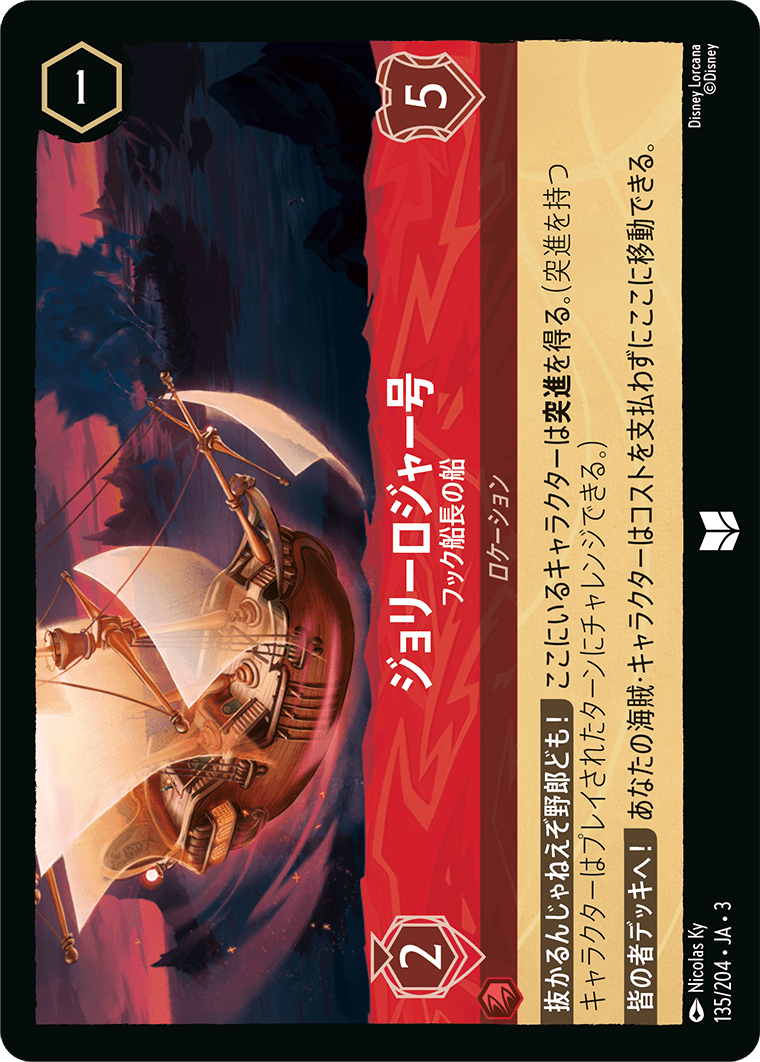 1
2
ジョリーロジャー号
5
フック船長の船
ロケーション
抜かるんじゃねえぞ野郎ども! ここにいるキャラクターは突進を得る。(突進を持つ
キャラクターはプレイされたターンにチャレンジできる。)
皆の者デッキへ! あなたの海賊・キャラクターはコストを支払わずにここに移動できる。
Nicolas Ky
135/204・JA・3
Disney Lorcana
©Disney